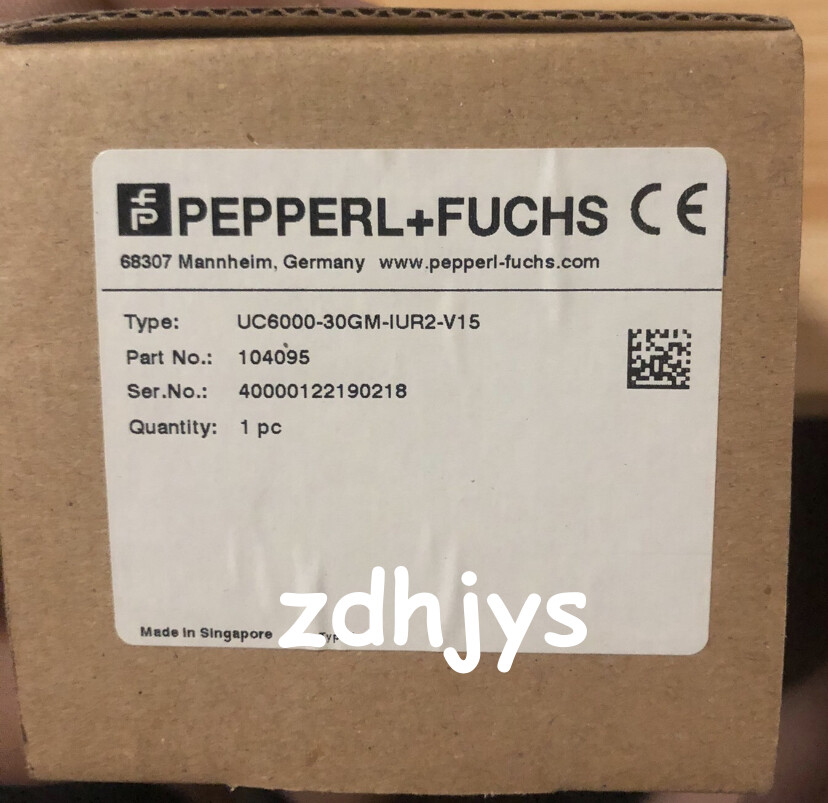 PEPPERL+FUCHS CE
68307 Mannheim, Germany www.pepperl-fuchs.com
Type: UC6000-30GM-IUR2-V15
Part No.: 104095
Ser.No.: 40000122190218
Quantity: 1 pc
Made in Singapore
zdhjys